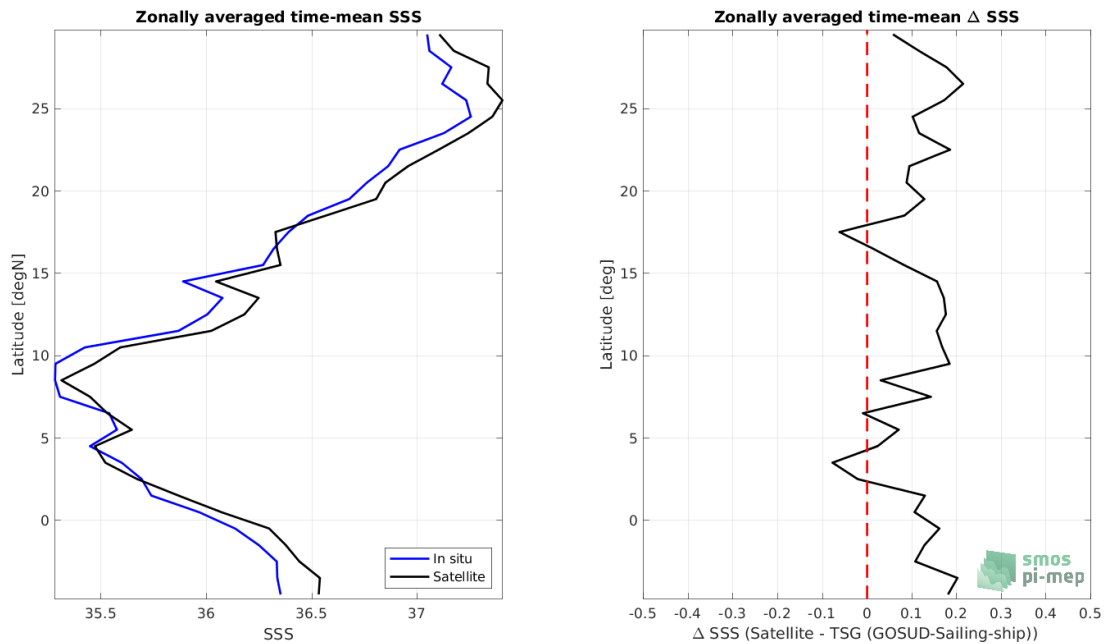 Zonally averaged time-mean SSS
Latitude [degN]
25
20
15
10
5
0
35.5 36 36.5 37
SSS
In situ
Satellite
Zonally averaged time-mean Δ SSS
Latitude [deg]
25
20
15
10
5
0
-0.5 -0.4 -0.3 -0.2 -0.1 0 0.1 0.2 0.3 0.4 0.5
Δ SSS (Satellite - TSG (GOSUD-Sailing-ship))
smos
pi-mep